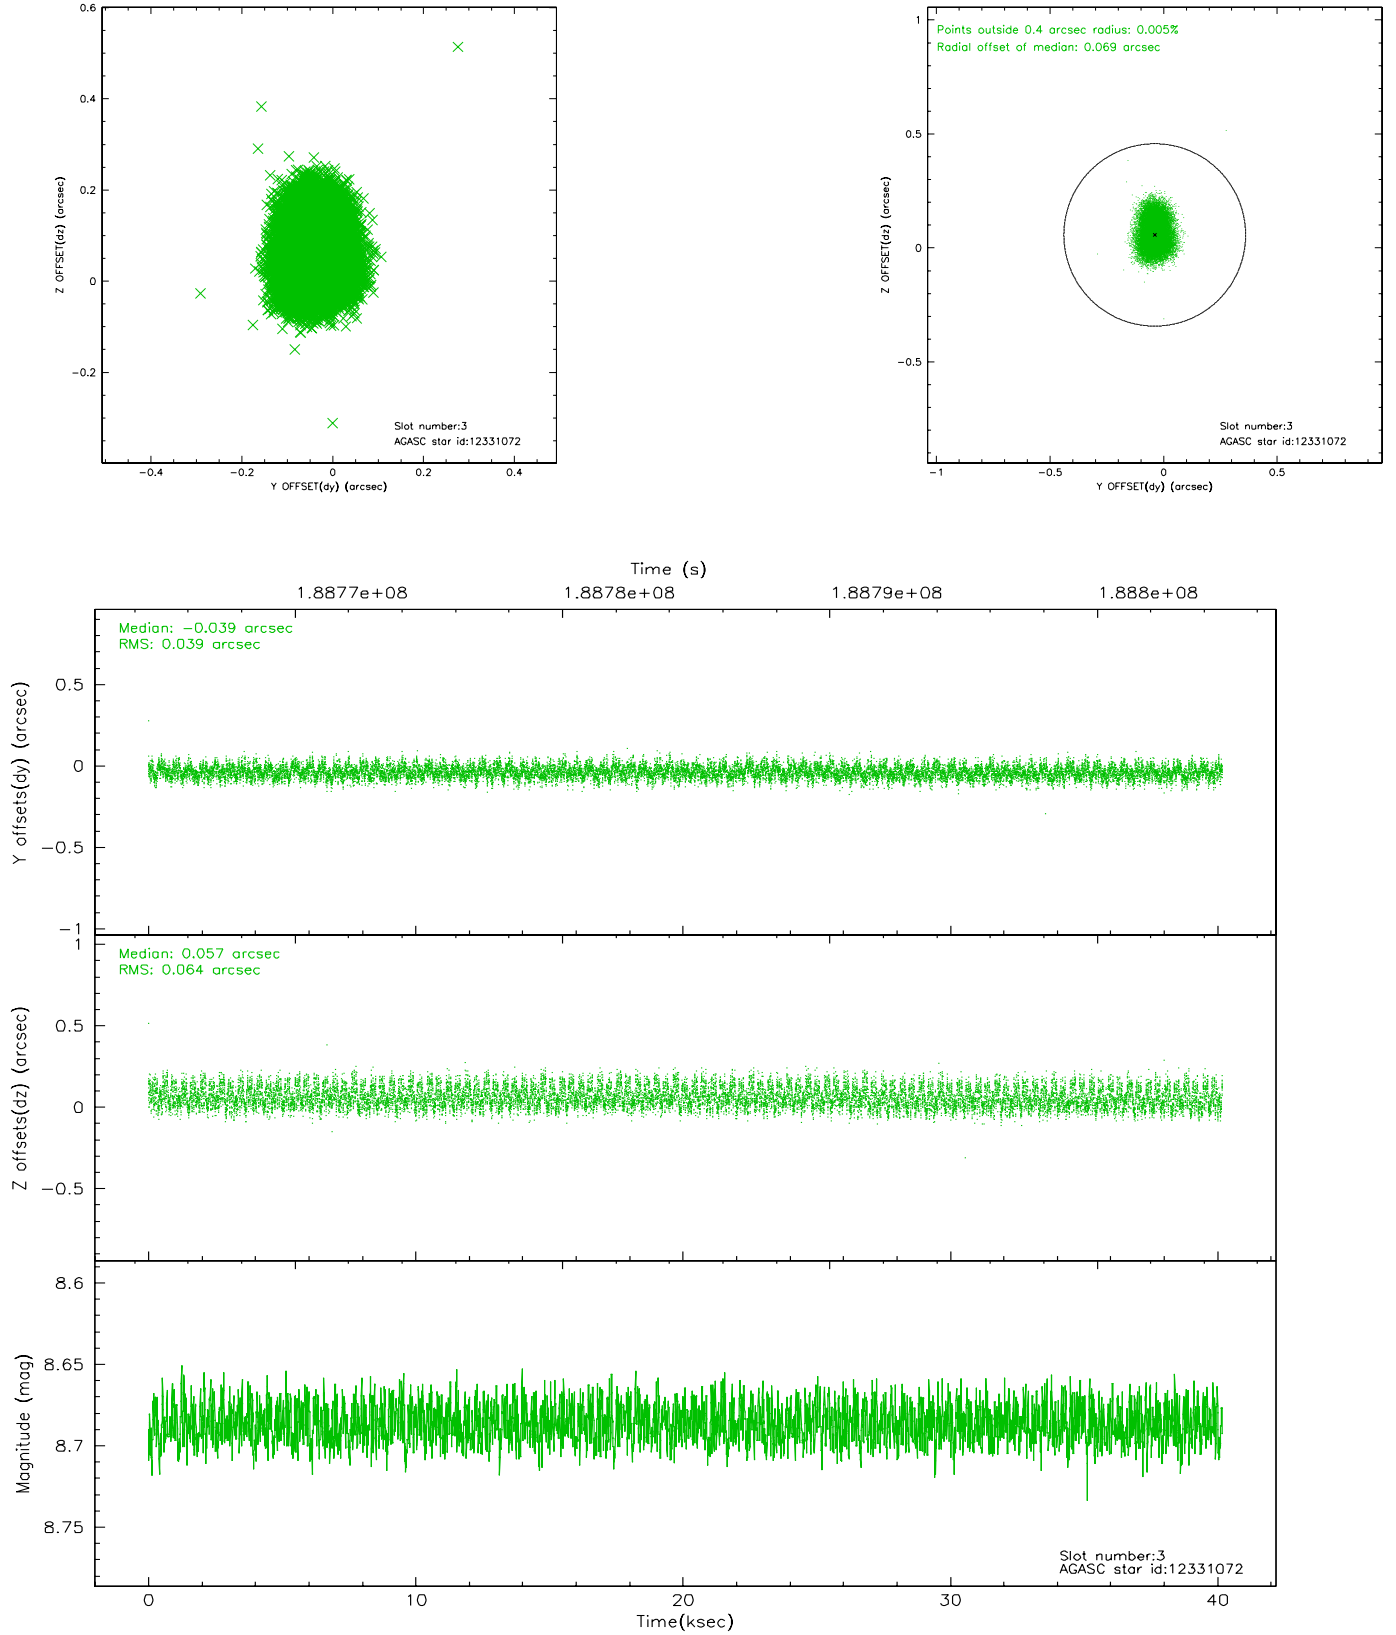 0.6
0.4
0.2
0
−0.2
−0.4
−0.2
0
0.2
0.4
Z OFFSET(dz) (arcsec)
Y OFFSET(dy) (arcsec)
Slot number:3
AGASC star id:12331072
Points outside 0.4 arcsec radius: 0.005%
Radial offset of median: 0.069 arcsec
1
0.5
0
−0.5
−1
−0.5
0
0.5
Z OFFSET(dz) (arcsec)
Y OFFSET(dy) (arcsec)
Slot number:3
AGASC star id:12331072
Time (s)
1.8877e+08
1.8878e+08
1.8879e+08
1.888e+08
Median: −0.039 arcsec
RMS: 0.039 arcsec
Y offsets(dy) (arcsec)
0.5
0
−0.5
−1
Median: 0.057 arcsec
RMS: 0.064 arcsec
Z offsets(dz) (arcsec)
1
0.5
0
−0.5
Magnitude (mag)
8.6
8.65
8.7
8.75
Slot number:3
AGASC star id:12331072
0
10
20
30
40
Time(ksec)